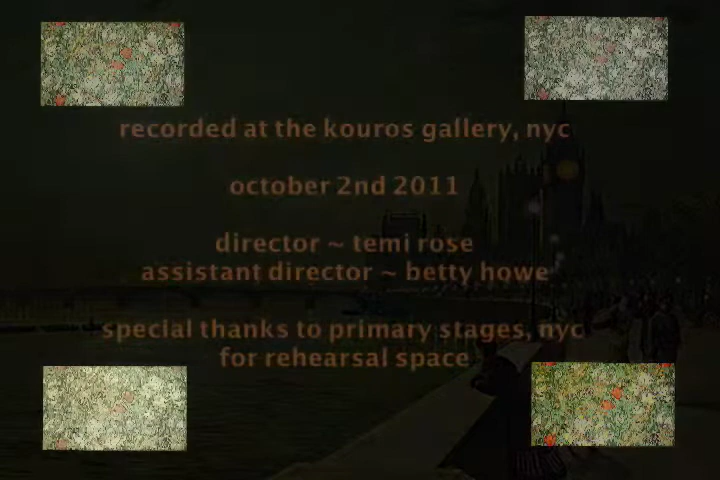 recorded at the kouros gallery, nyc
october 2nd 2011
director ~ temi rose
assistant director ~ betty howe
special thanks to primary stages, nyc
for rehearsal space